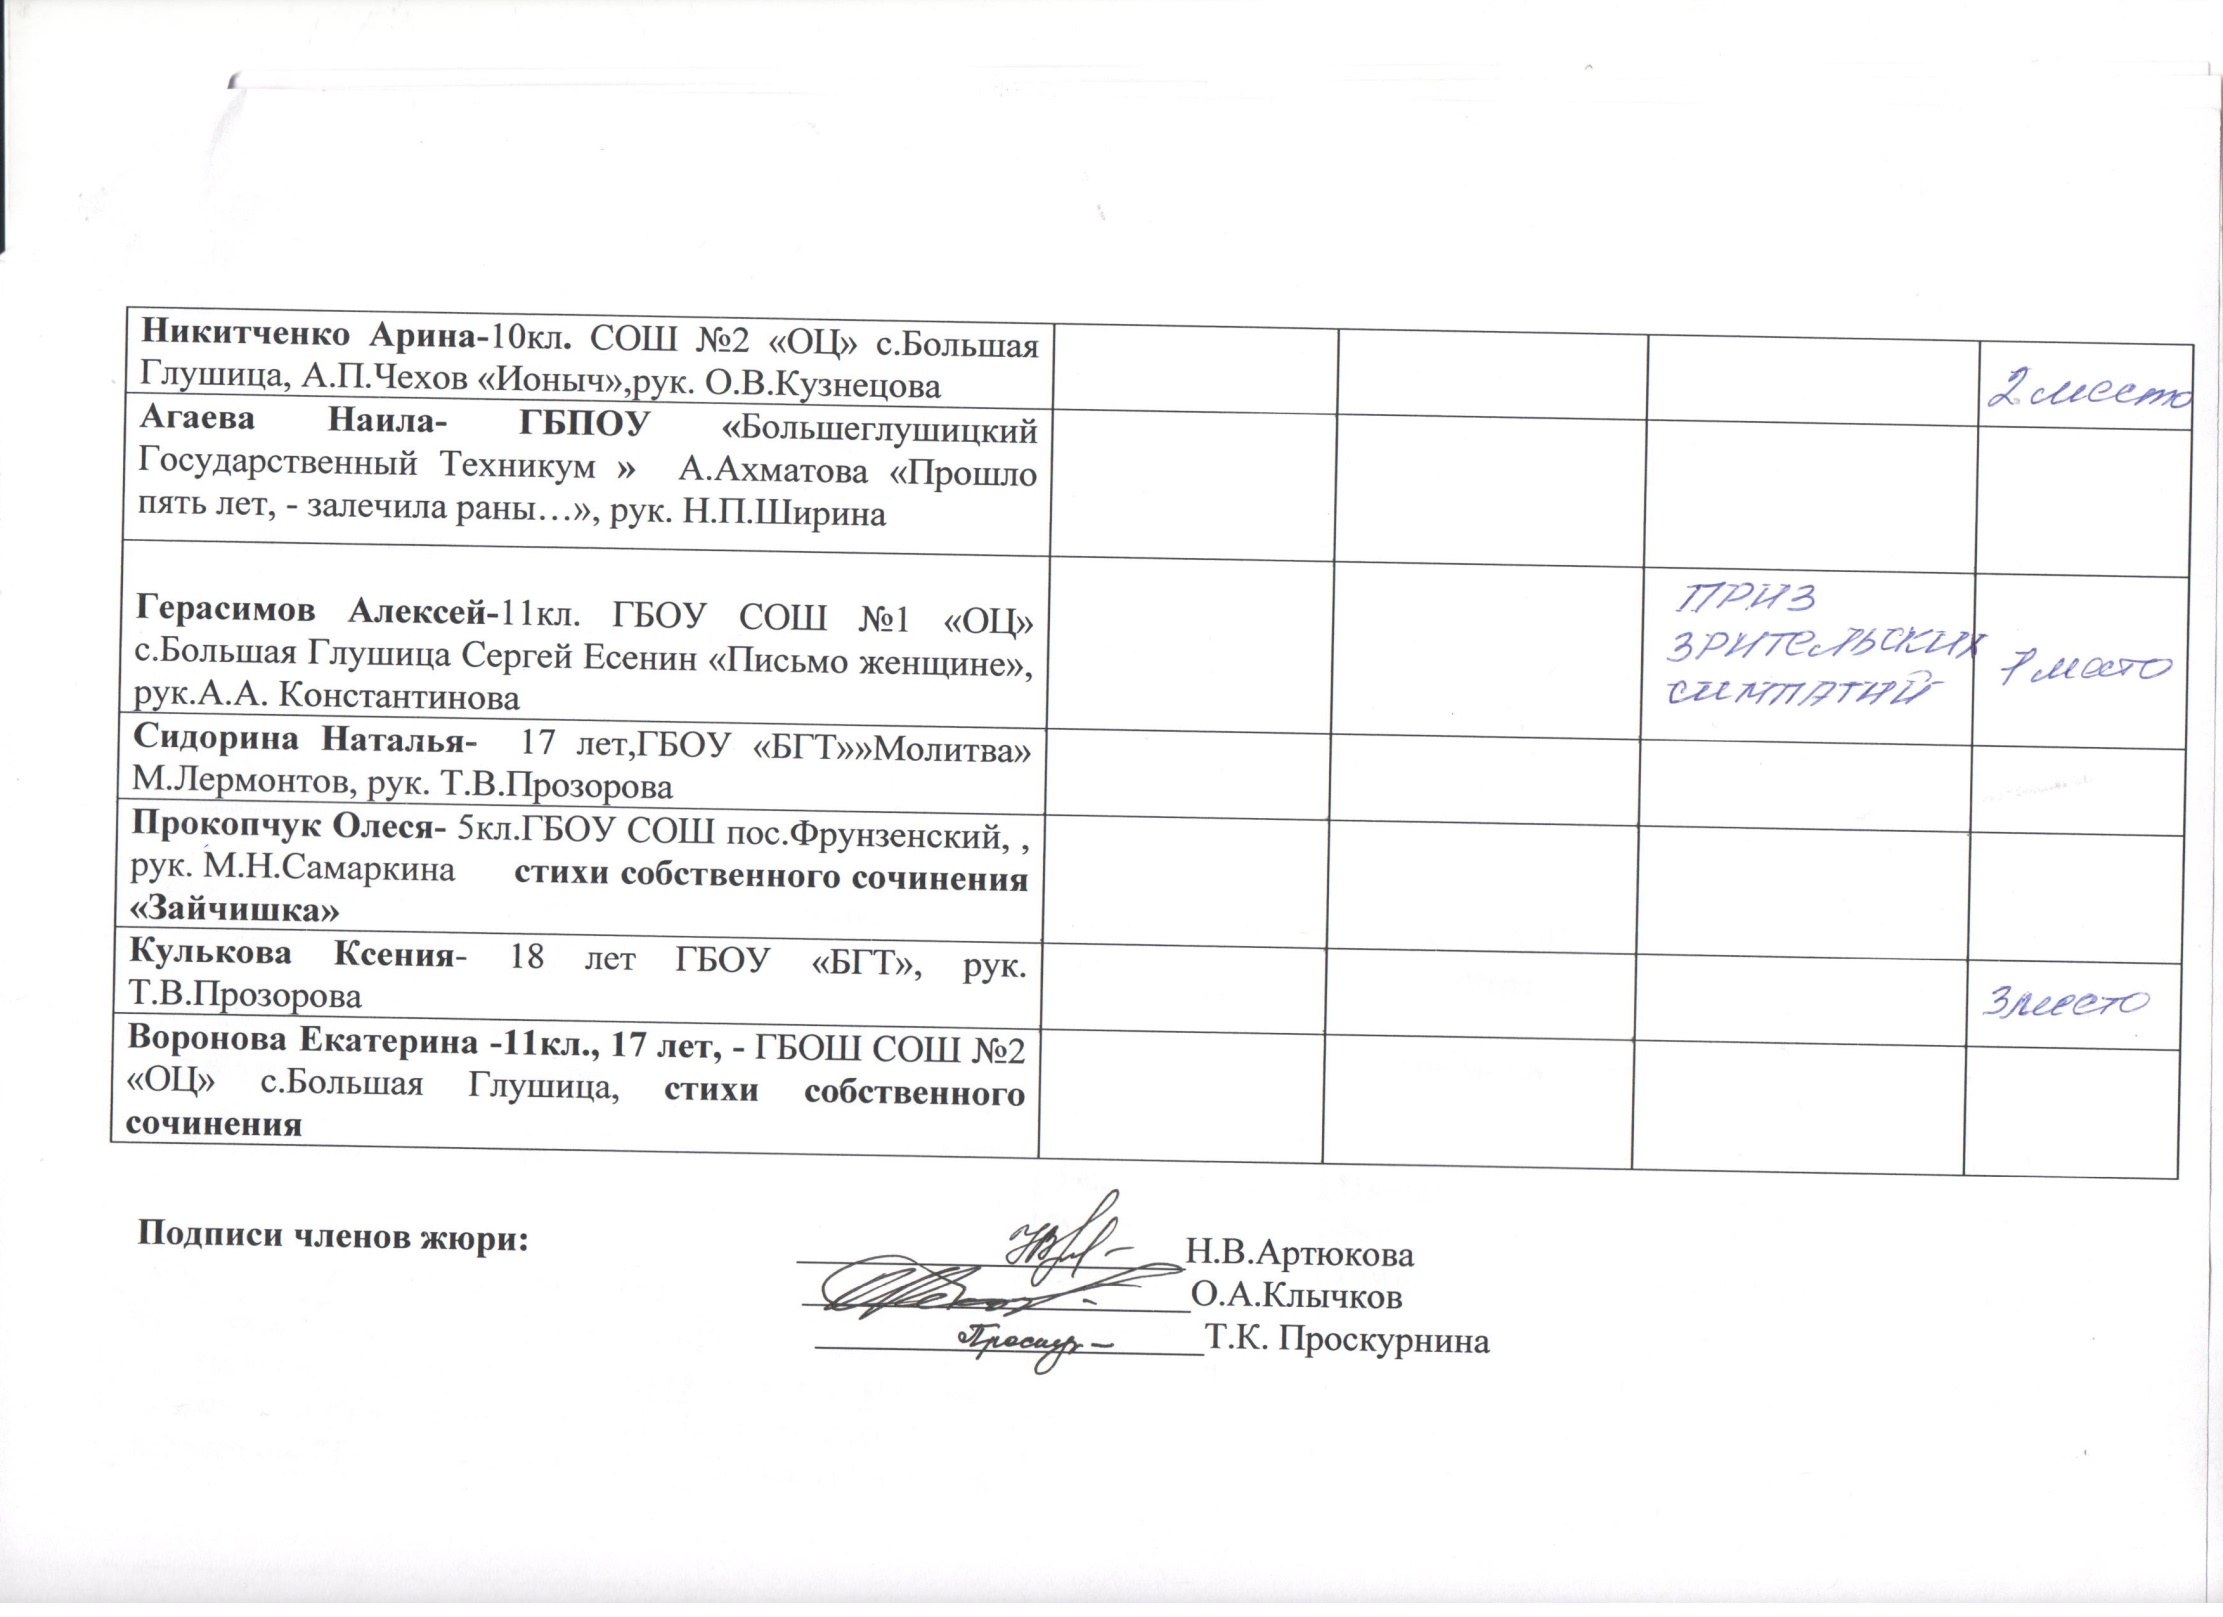 Никитченко Арина-10кл. СОШ №2 «ОЦ» с.Большая
Глушица, А.П.Чехов «Ионыч»,рук. О.В.Кузнецова
2 место
Агаева Наила- ГБПОУ «Большеглушицкий
Государственный Техникум » А.Ахматова «Прошло
пять лет, - залечила раны…», рук. Н.П.Ширина
Герасимов Алексей-11кл. ГБОУ СОШ №1 «ОЦ»
с.Большая Глушица Сергей Есенин «Письмо женщине»,
рук.А.А. Константинова
ПРИЗ
ЗРИТЕЛЬСКИХ
СИМПАТИЙ
1 место
Сидорина Наталья- 17 лет,ГБОУ «БГТ»»Молитва»
М.Лермонтов, рук. Т.В.Прозорова
Прокопчук Олеся- 5кл.ГБОУ СОШ пос.Фрунзенский, ,
рук. М.Н.Самаркина стихи собственного сочинения
«Зайчишка»
Кулькова Ксения- 18 лет ГБОУ «БГТ», рук.
Т.В.Прозорова
3 место
Воронова Екатерина -11кл., 17 лет, - ГБОШ СОШ №2
«ОЦ» с.Большая Глушица, стихи собственного
сочинения
Подписи членов жюри:
Н.В.Артюкова
О.А.Клычков
Т.К. Проскурнина